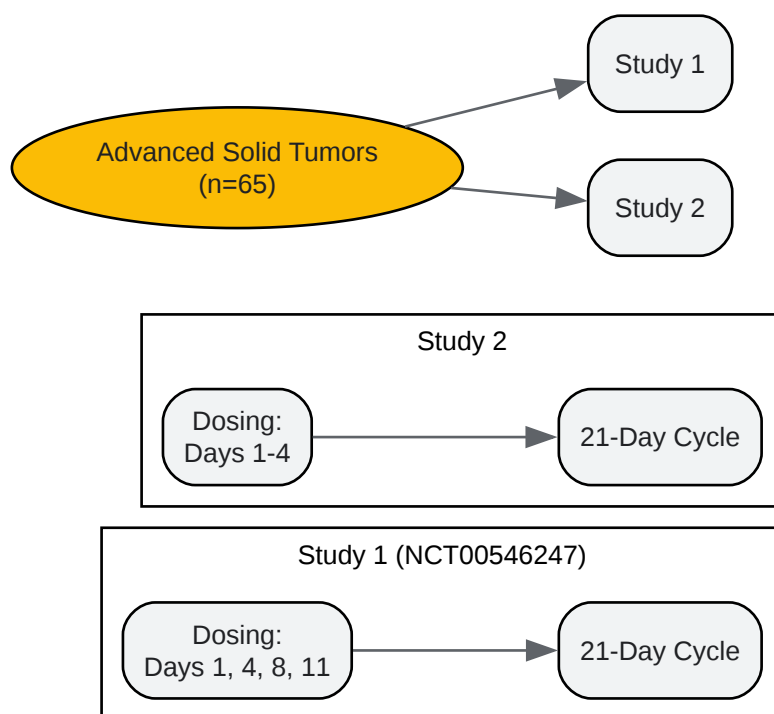 Study 1
Advanced Solid Tumors
(n=65)
Study 2
Study 2
Dosing:
Days 1-4
21-Day Cycle
Study 1 (NCT00546247)
Dosing:
Days 1, 4, 8, 11
21-Day Cycle